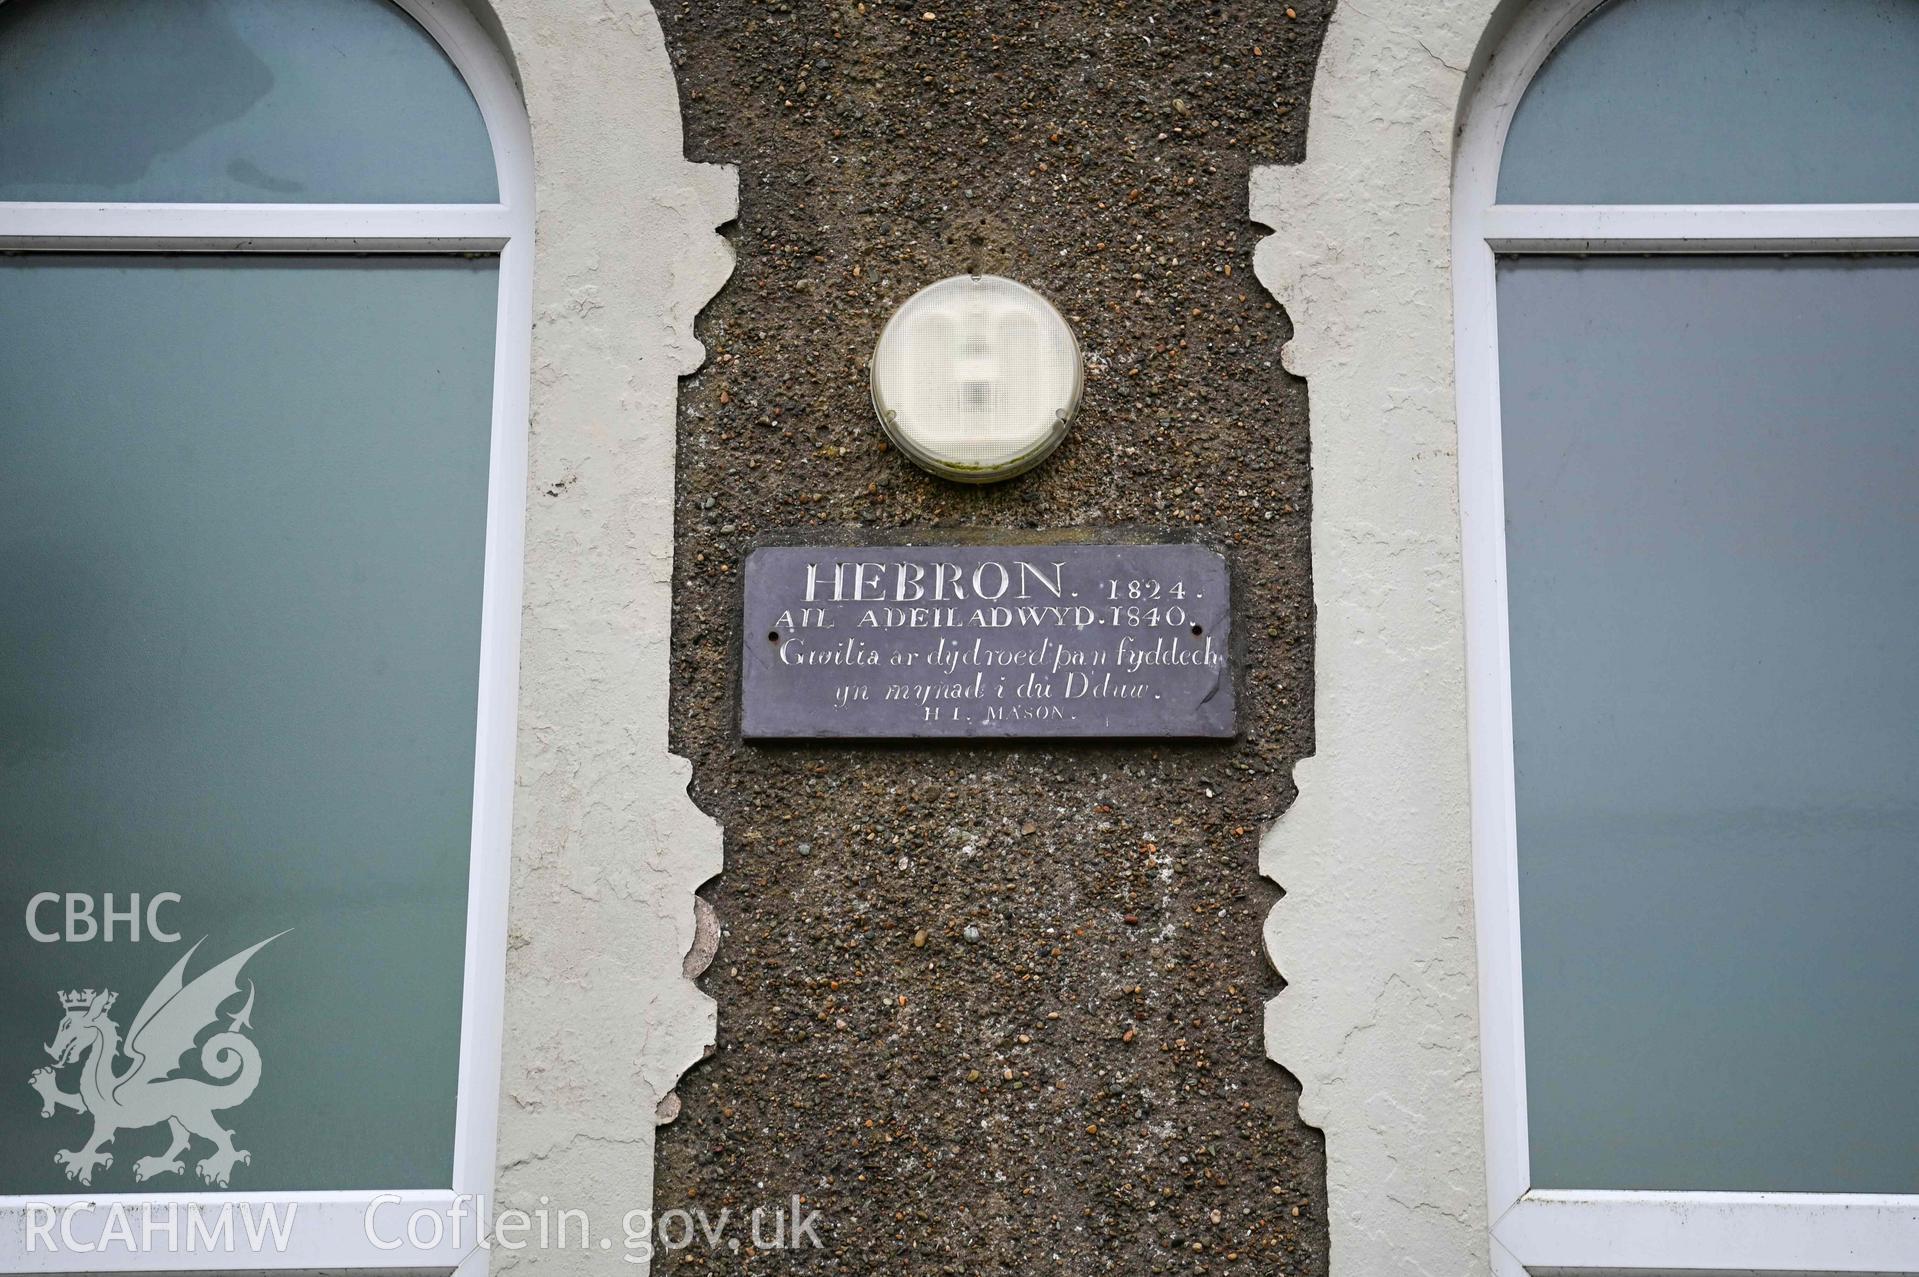 HEBRON. 1824.
AIL ADEILADWYD. 1840.
Gwilia ar dy droed pan fyddech
yn myned i dŷ Dduw.
H. L. MASON.
CBHC
RCAHMW Coflein.gov.uk